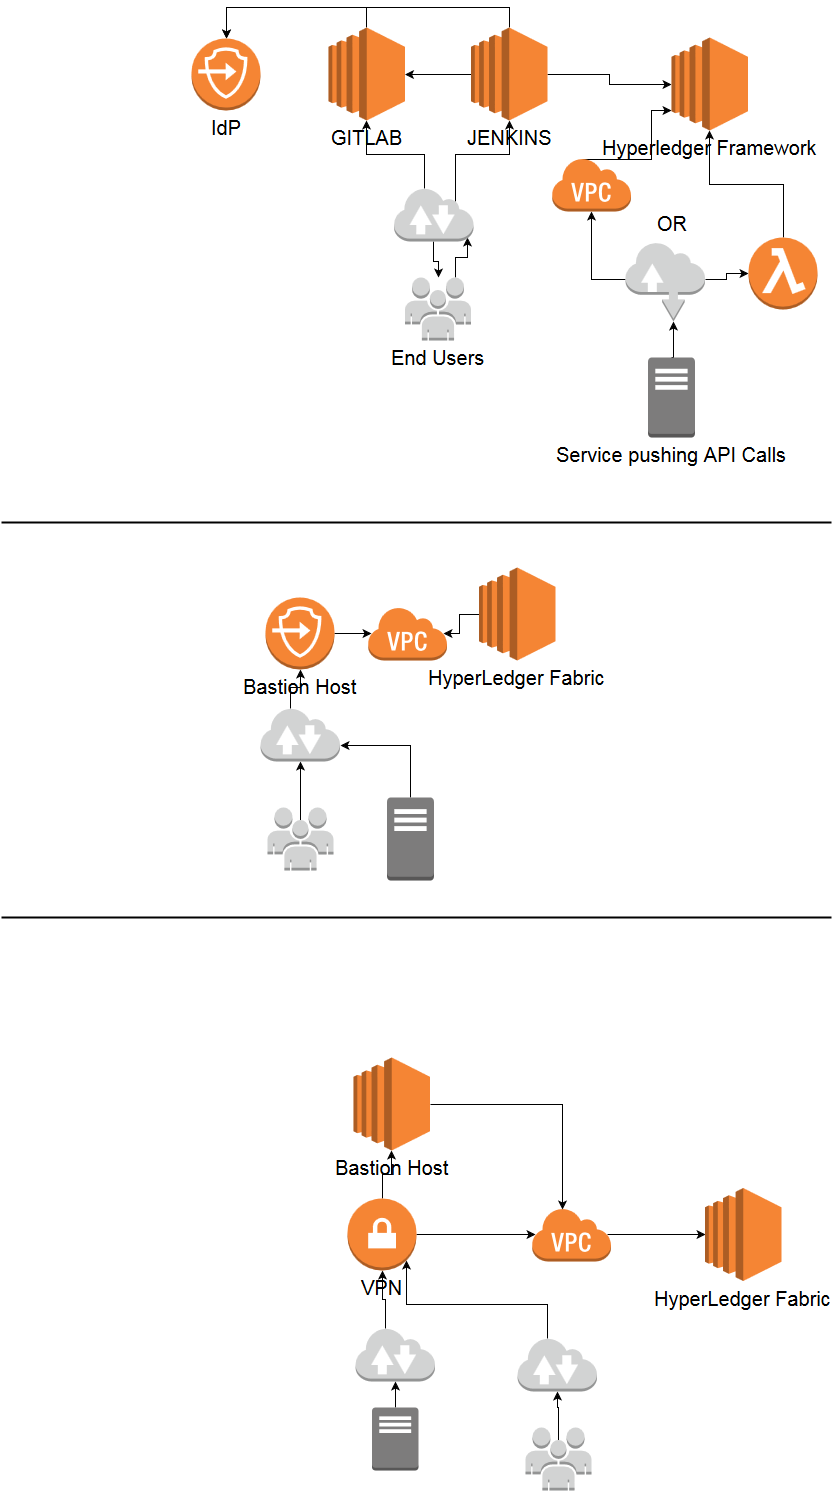 IdP
GITLAB
JENKINS
Hyperledger Framework
VPC
OR
λ
End Users
Service pushing API Calls
VPC
Bastion Host
HyperLedger Fabric
Bastion Host
VPC
VPN
HyperLedger Fabric